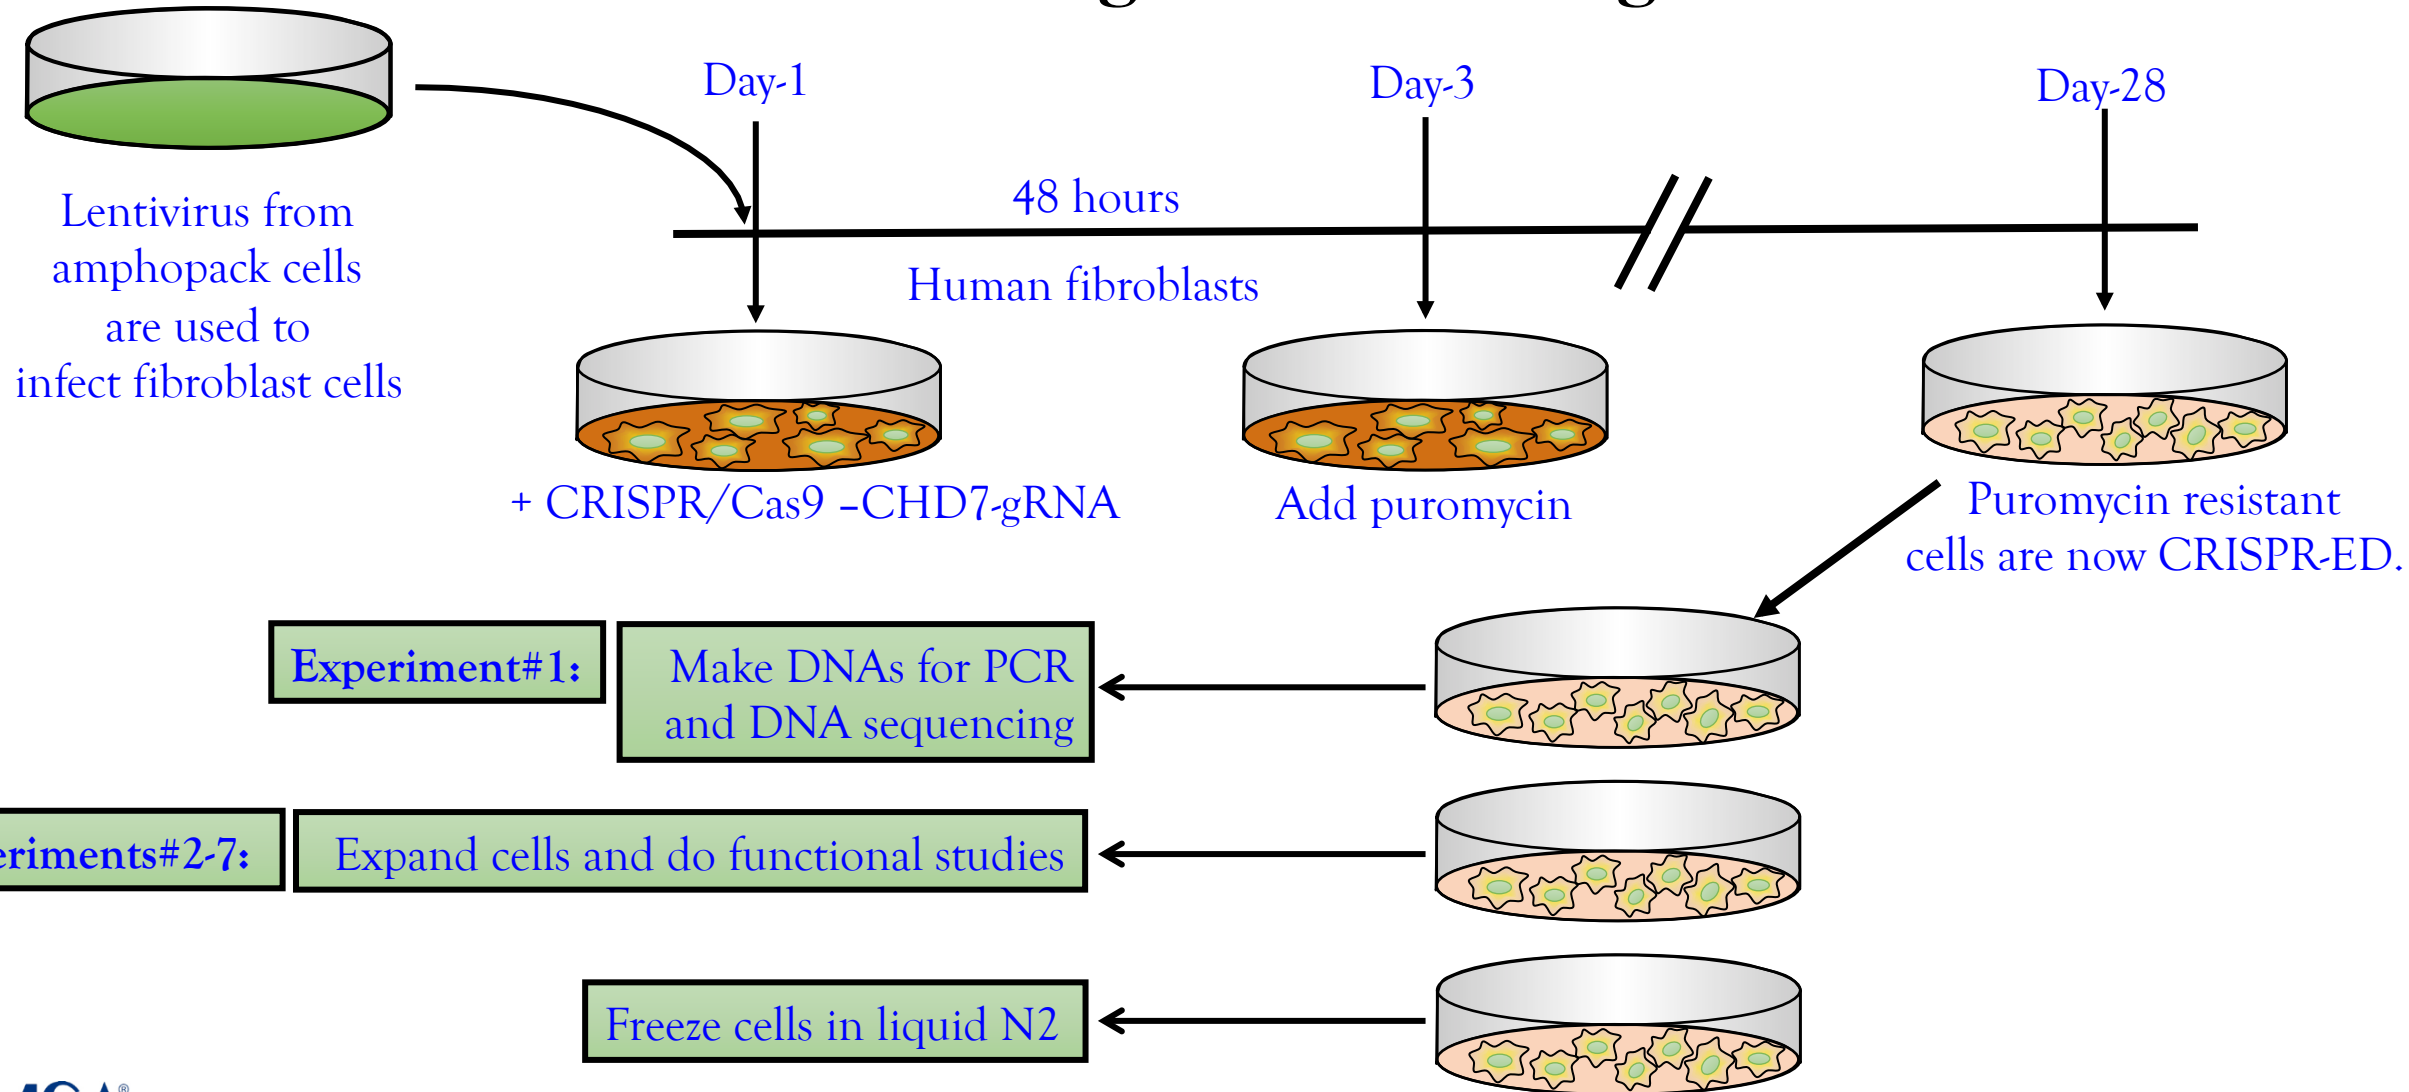 Day-1
Day-3
Day-28
Lentivirus from
amphopack cells
are used to
infect fibroblast cells
48 hours
Human fibroblasts
+ CRISPR/Cas9 –CHD7-gRNA
Add puromycin
Puromycin resistant
cells are now CRISPR-ED.
Experiment#1:
Make DNAs for PCR
and DNA sequencing
eriments#2-7:
Expand cells and do functional studies
Freeze cells in liquid N2